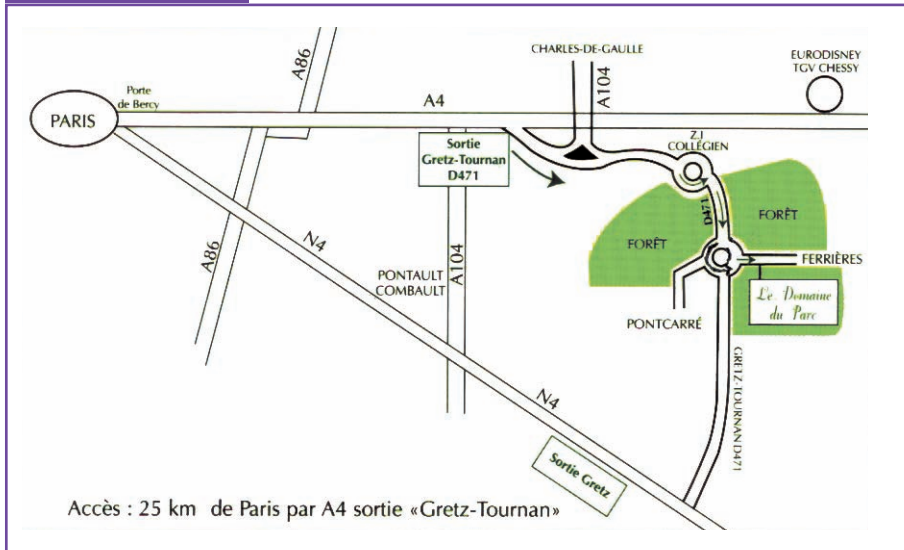 CHARLES-DE-GAULLE
EURODISNEY
TGV CHESSY
A86
A104
Porte
de Bercy
PARIS
A4
Z.I
COLLÉGIEN
Sortie
Gretz-Tournan
D471
D471
FORÊT
FORÊT
A86
N4
A104
PONTAULT
COMBAULT
FERRIÈRES
Le Domaine
du Parc
PONTCARRÉ
GRETZ-TOURNAN D471
N4
Sortie Gretz
Accès : 25 km de Paris par A4 sortie «Gretz-Tournan»